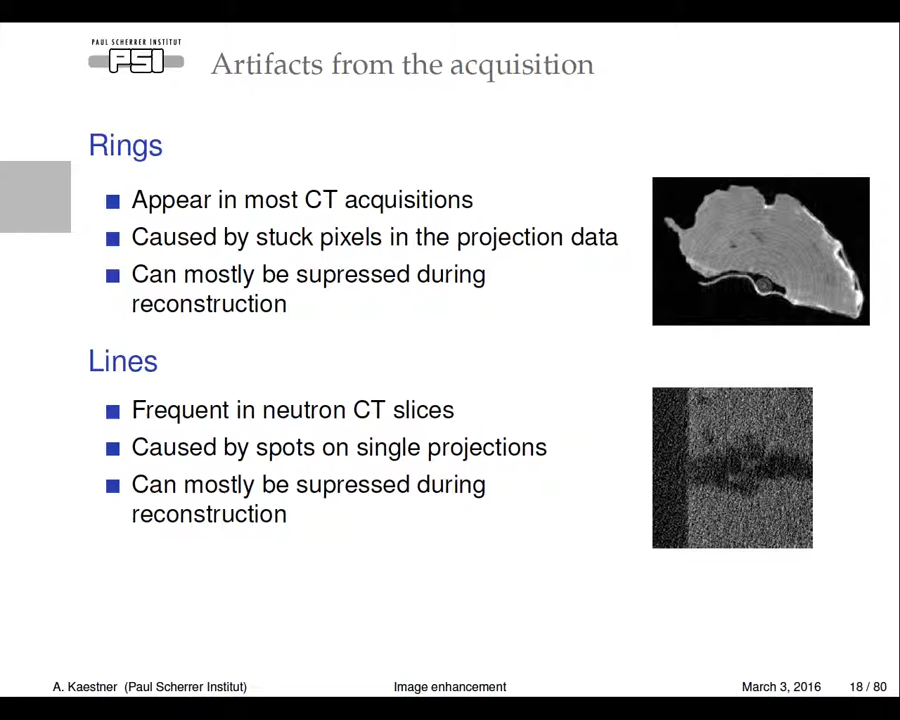 PAUL SCHERRER INSTITUT
PSI
Artifacts from the acquisition
Rings
Appear in most CT acquisitions
Caused by stuck pixels in the projection data
Can mostly be supressed during
reconstruction
Lines
Frequent in neutron CT slices
Caused by spots on single projections
Can mostly be supressed during
reconstruction
A. Kaestner (Paul Scherrer Institut) Image enhancement March 3, 2016 18 / 80